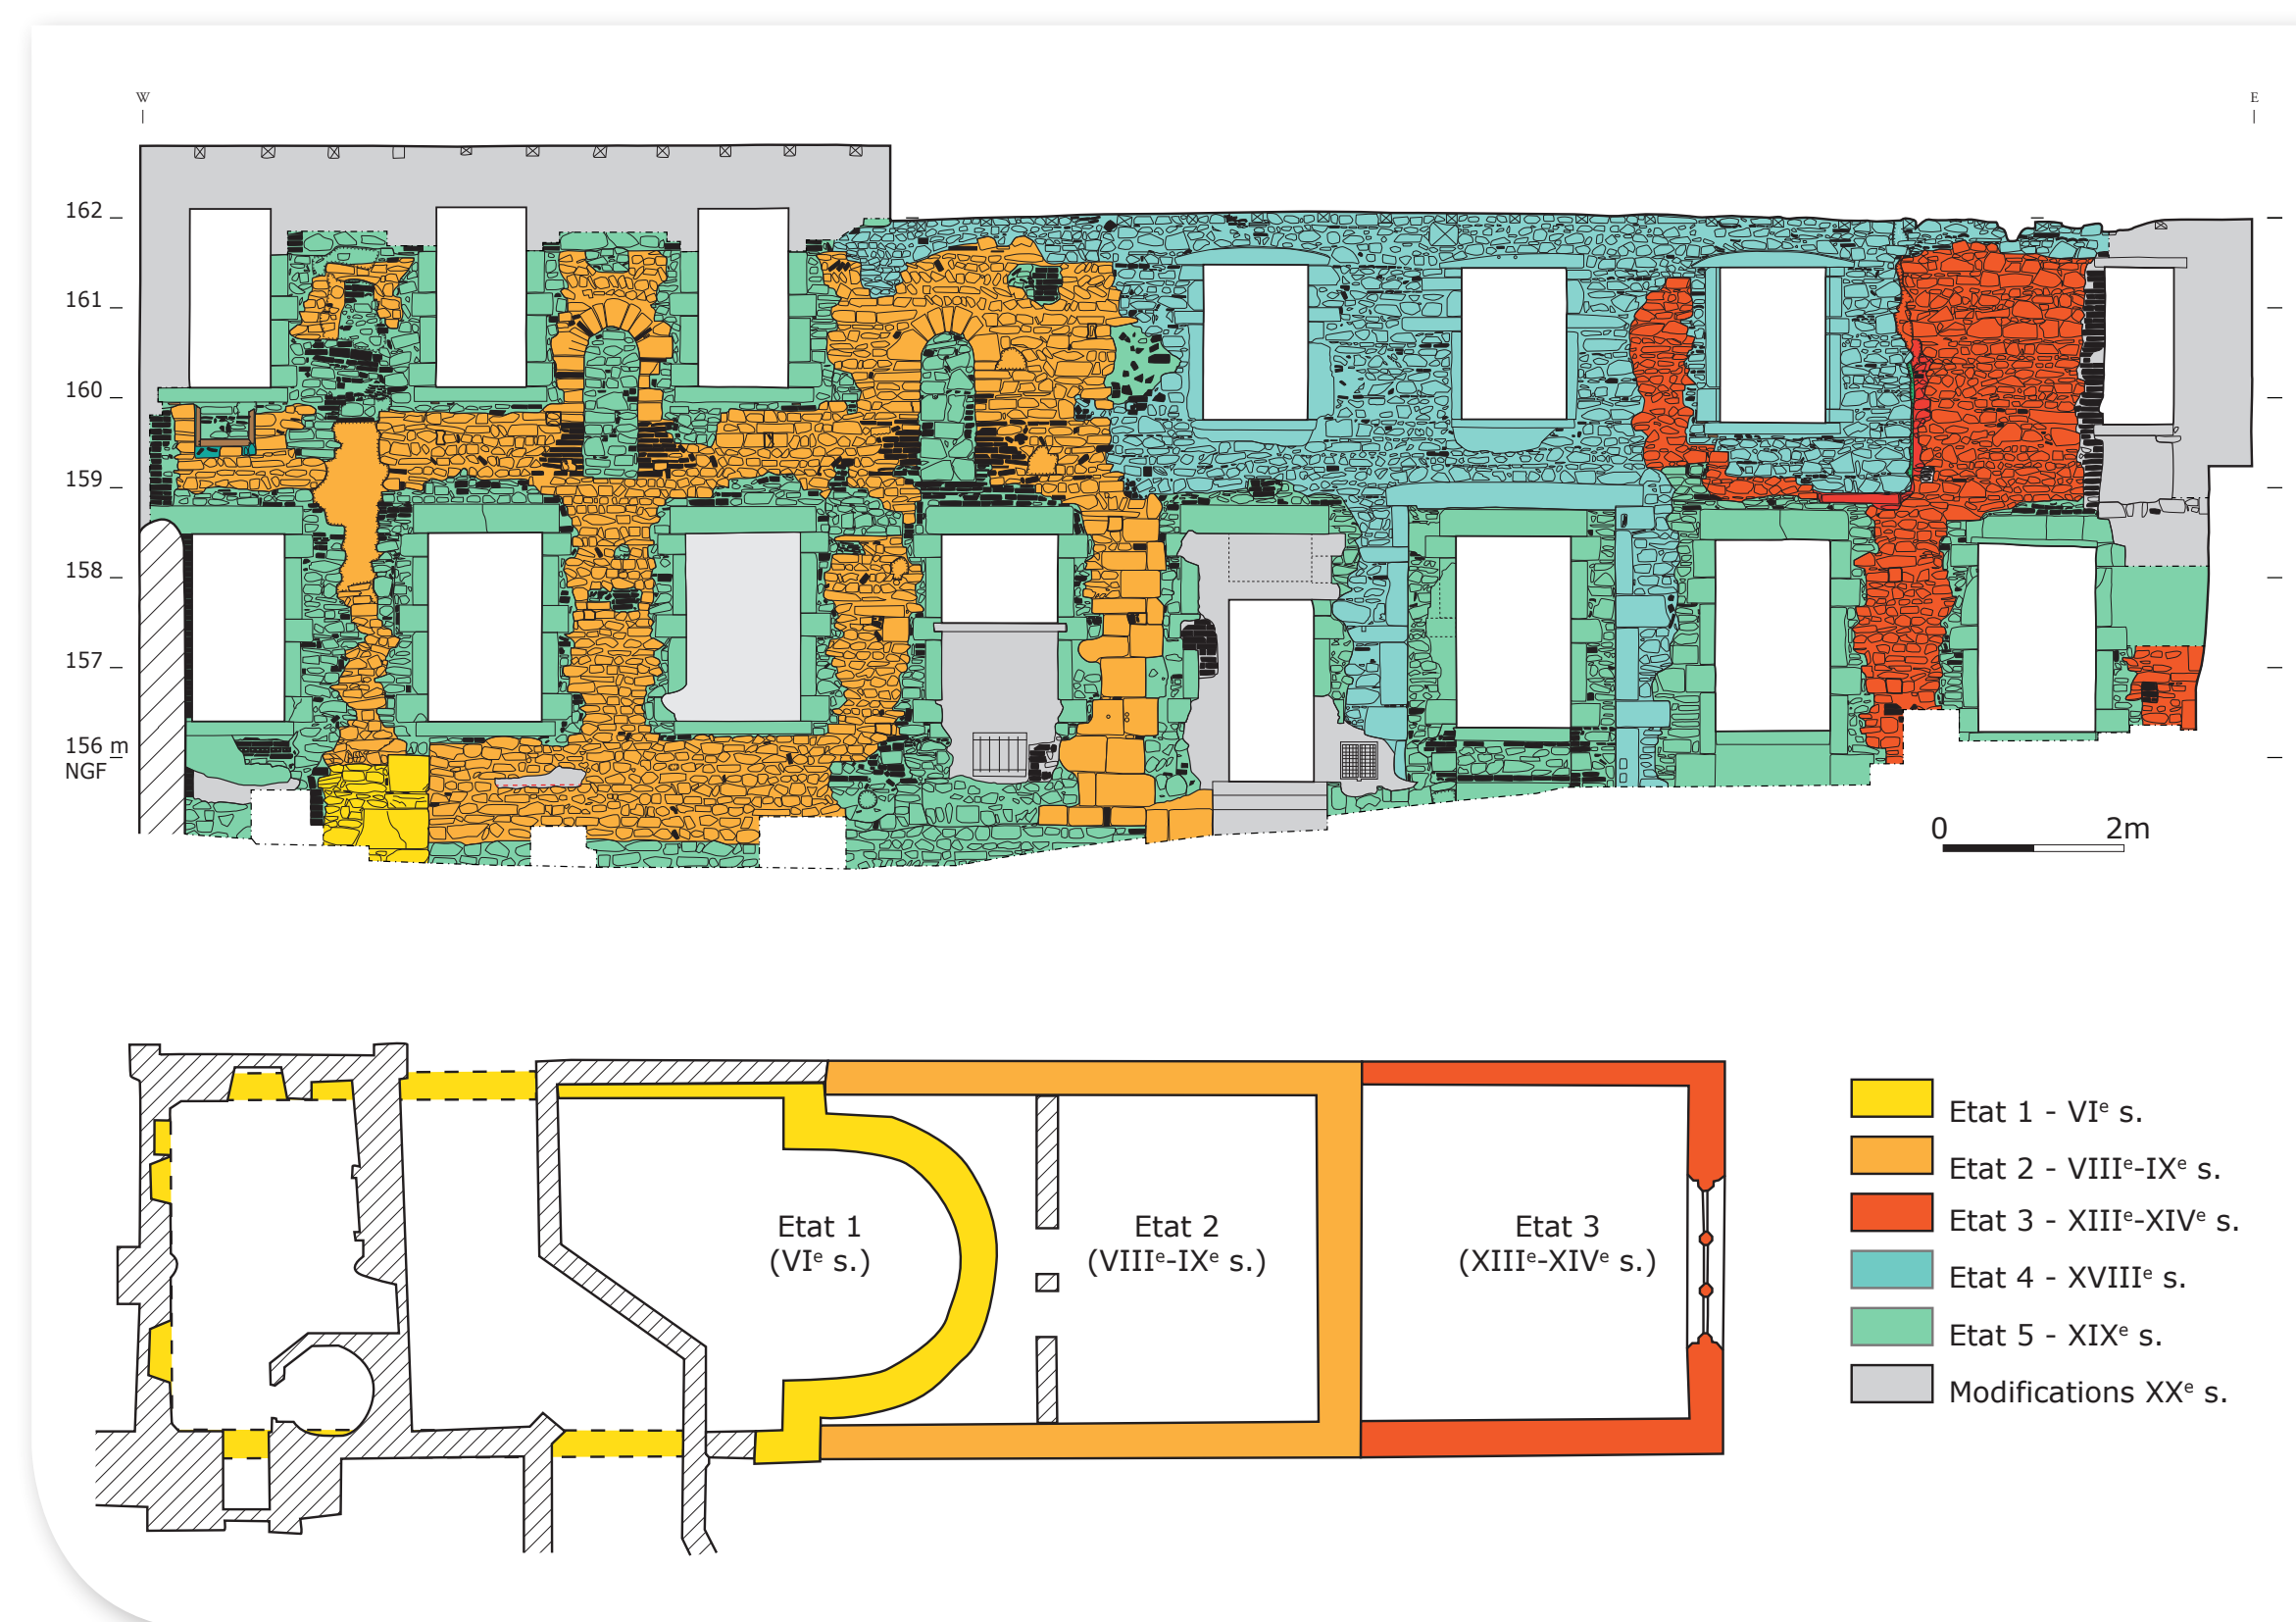 W
E
162
161
160
159
158
157
156 m
NGF
0 2m
Etat 1
(VIe s.)
Etat 2
(VIIIe-IXe s.)
Etat 3
(XIIIe-XIVe s.)
Etat 1 - VIe s.
Etat 2 - VIIIe-IXe s.
Etat 3 - XIIIe-XIVe s.
Etat 4 - XVIIIe s.
Etat 5 - XIXe s.
Modifications XXe s.